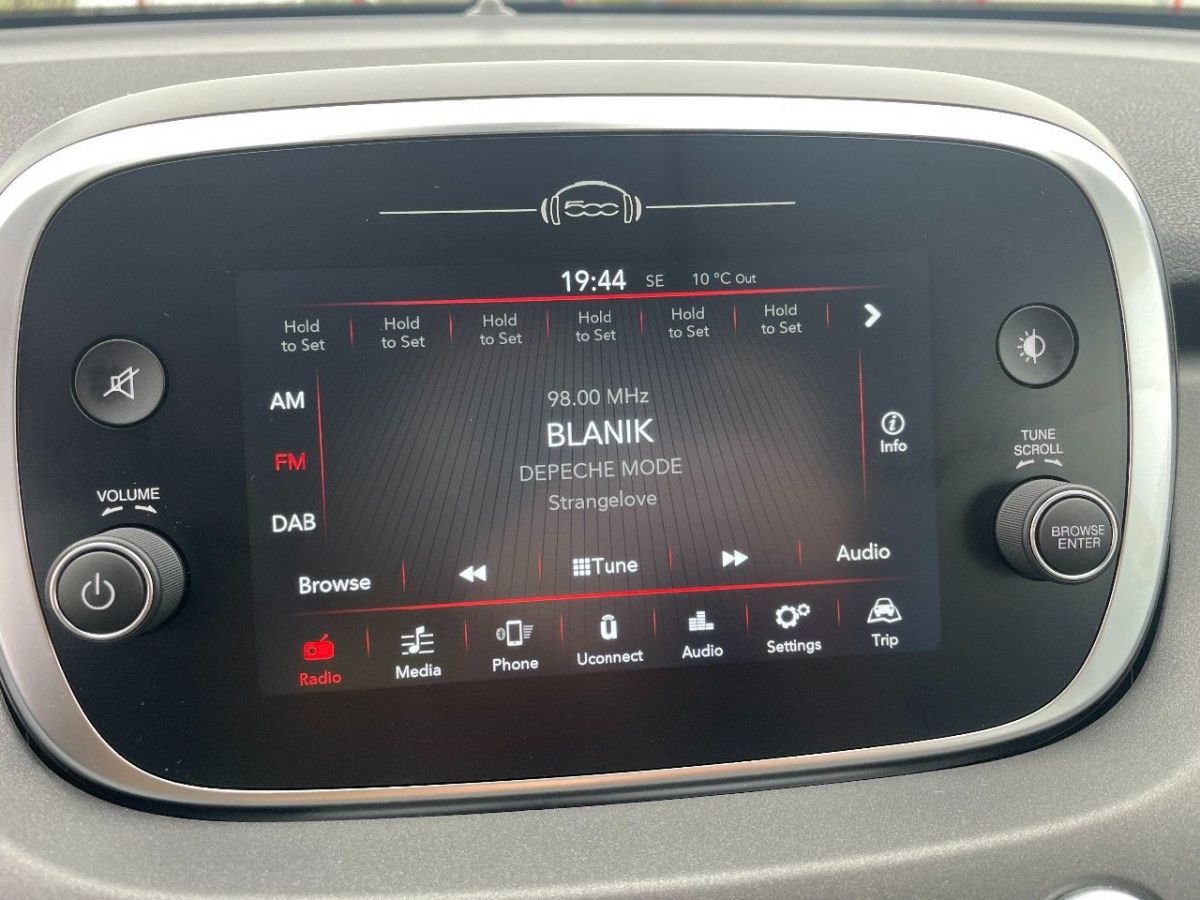 500
19:44 SE 10 °C Out
Hold to Set
Hold to Set
Hold to Set
Hold to Set
Hold to Set
Hold to Set
AM
FM
DAB
98.00 MHz
BLANIK
DEPECHE MODE
Strangelove
i
Info
VOLUME
TUNE
SCROLL
BROWSE
ENTER
Browse Tune Audio
Radio Media Phone Uconnect Audio Settings Trip